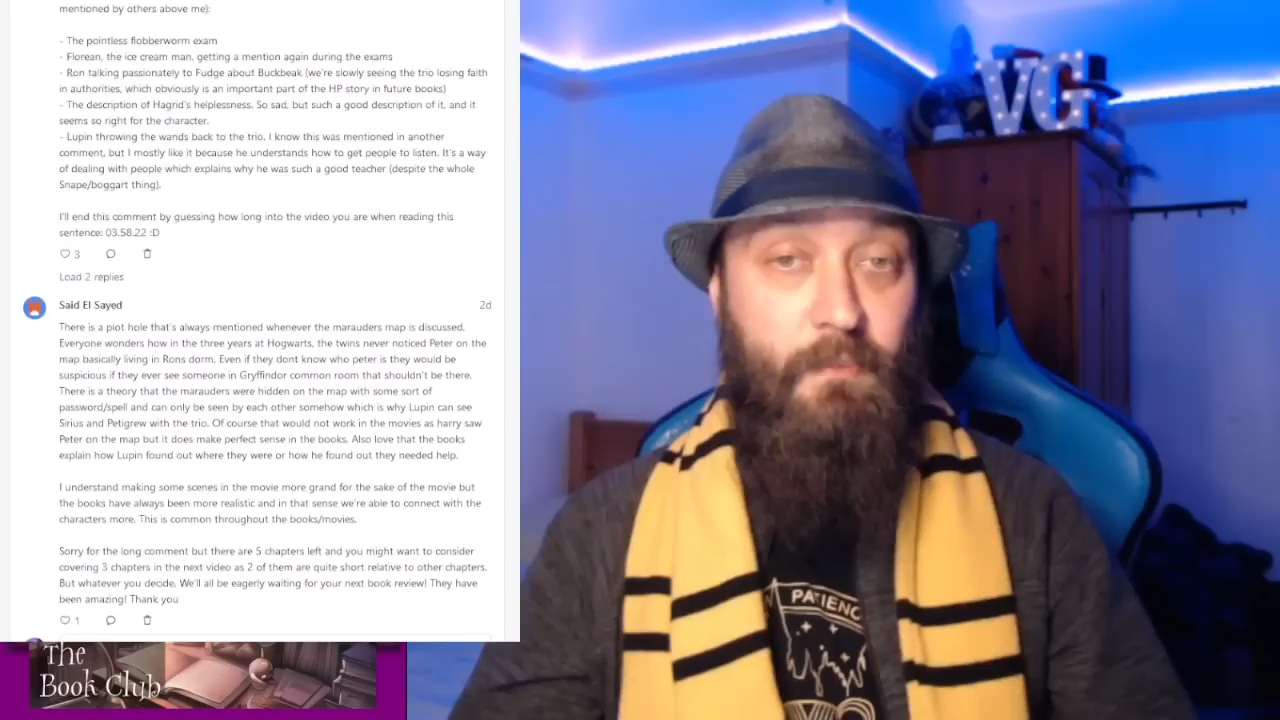 mentioned by others above me):
- The pointless flobberworm exam
- Florean, the ice cream man, getting a mention again during the exams
- Ron talking passionately to Fudge about Buckbeak (we're slowly seeing the trio losing faith
in authorities, which obviously is an important part of the HP story in future books)
- The description of Hagrid's helplessness. So sad, but such a good description of it, and it
seems so right for the character.
- Lupin throwing the wands back to the trio. I know this was mentioned in another
comment, but I mostly like it because he understands how to get people to listen. It's a way
of dealing with people which explains why he was such a good teacher (despite the whole
Snape/boggart thing).
I'll end this comment by guessing how long into the video you are when reading this
sentence: 03.58.22 :D
3
Load 2 replies
Said El Sayed
2d
There is a plot hole that's always mentioned whenever the marauders map is discussed.
Everyone wonders how in the three years at Hogwarts, the twins never noticed Peter on the
map basically living in Rons dorm. Even if they dont know who peter is they would be
suspicious if they ever see someone in Gryffindor common room that shouldn't be there.
There is a theory that the marauders were hidden on the map with some sort of
password/spell and can only be seen by each other somehow which is why Lupin can see
Sirius and Petigrew with the trio. Of course that would not work in the movies as harry saw
Peter on the map but it does make perfect sense in the books. Also love that the books
explain how Lupin found out where they were or how he found out they needed help.
I understand making some scenes in the movie more grand for the sake of the movie but
the books have always been more realistic and in that sense we're able to connect with the
characters more. This is common throughout the books/movies.
Sorry for the long comment but there are 5 chapters left and you might want to consider
covering 3 chapters in the next video as 2 of them are quite short relative to other chapters.
But whatever you decide, We'll all be eagerly waiting for your next book review! They have
been amazing! Thank you
1
The
Book Club
VG
PATIENC